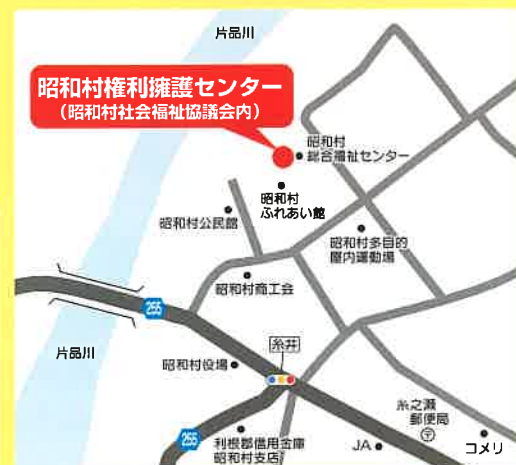 片品川
昭和村権利擁護センター
（昭和村社会福祉協議会内）
昭和村
総合福祉センター
昭和村
ふれあい館
昭和村公民館
昭和村多目的
屋内運動場
昭和村商工会
255
糸井
片品川
昭和村役場
糸之瀬
郵便局
〒
255
利根郡信用金庫
昭和村支店
JA
コメリ